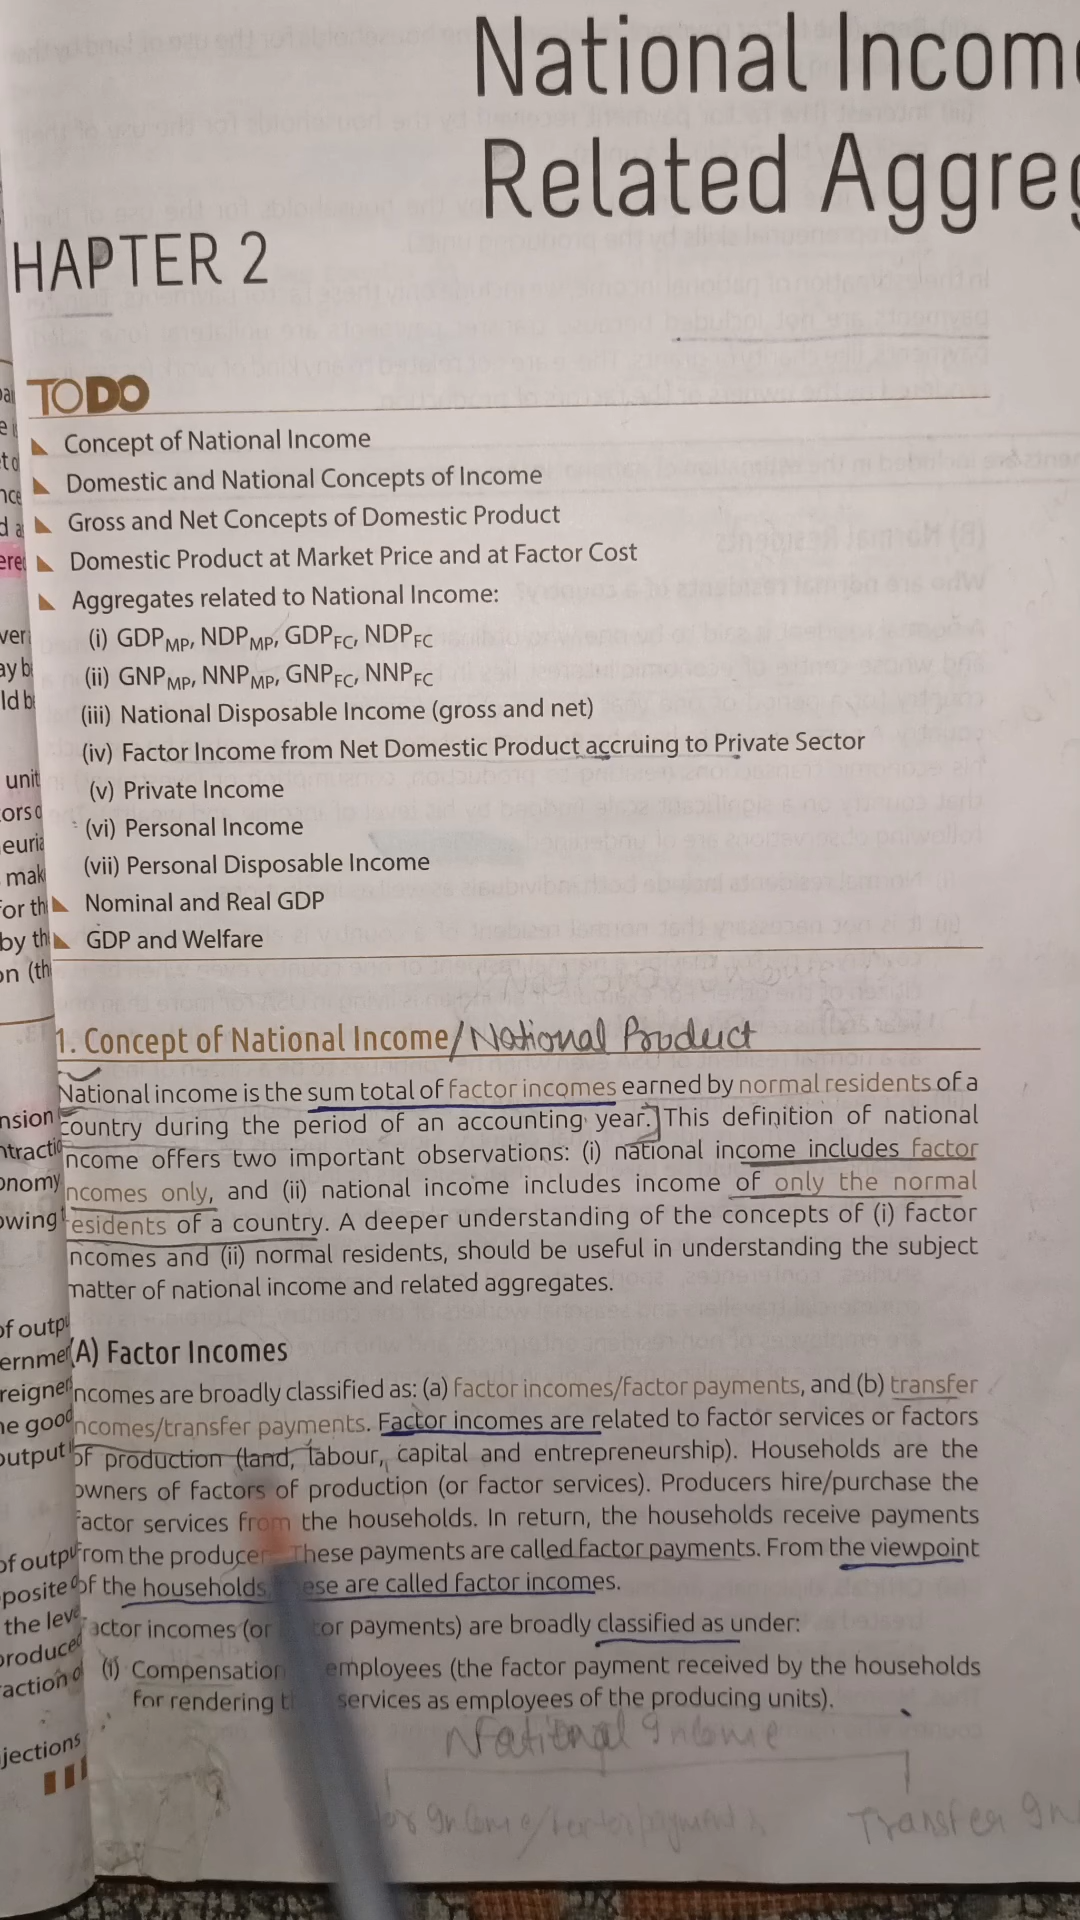 National Incom
Related Aggreg
HAPTER 2
TODO
Concept of National Income
Domestic and National Concepts of Income
Gross and Net Concepts of Domestic Product
Domestic Product at Market Price and at Factor Cost
Aggregates related to National Income:
(i) GDPMP, NDPMP, GDPFC, NDPFC
(ii) GNPMP, NNPMP, GNPFC, NNPFC
(iii) National Disposable Income (gross and net)
(iv) Factor Income from Net Domestic Product accruing to Private Sector
(v) Private Income
(vi) Personal Income
(vii) Personal Disposable Income
Nominal and Real GDP
GDP and Welfare
1. Concept of National Income/National Product
National income is the sum total of factor incomes earned by normal residents of a
country during the period of an accounting year. This definition of national
ncome offers two important observations: (i) national income includes factor
ncomes only, and (ii) national income includes income of only the normal
esidents of a country. A deeper understanding of the concepts of (i) factor
ncomes and (ii) normal residents, should be useful in understanding the subject
matter of national income and related aggregates.
(A) Factor Incomes
ncomes are broadly classified as: (a) factor incomes/factor payments, and (b) transfer
ncomes/transfer payments. Factor incomes are related to factor services or factors
of production (land, labour, capital and entrepreneurship). Households are the
owners of factors of production (or factor services). Producers hire/purchase the
factor services from the households. In return, the households receive payments
from the producer These payments are called factor payments. From the viewpoint
of the households, ese are called factor incomes.
actor incomes (or tor payments) are broadly classified as under:
(i) Compensation employees (the factor payment received by the households
for rendering t services as employees of the producing units).
National Income
or Income/factor payments
Transfer In